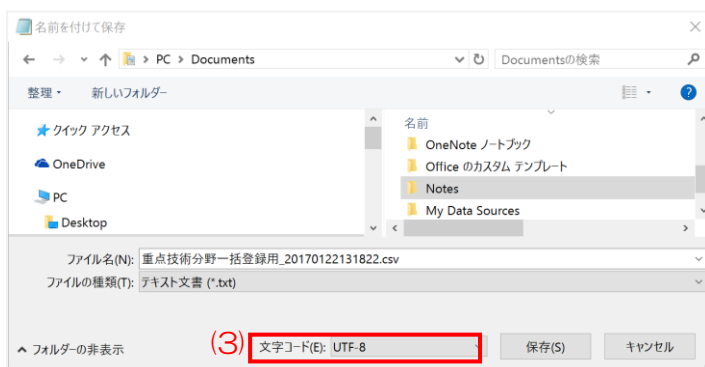 名前を付けて保存
PC > Documents
Documentsの検索
整理
新しいフォルダー
クイック アクセス
OneDrive
PC
Desktop
名前
OneNote ノートブック
Office のカスタム テンプレート
Notes
My Data Sources
ファイル名(N): 重点技術分野一括登録用_20170122131822.csv
ファイルの種類(T): テキスト文書 (*.txt)
フォルダーの非表示
(3)
文字コード(E): UTF-8
保存(S)
キャンセル